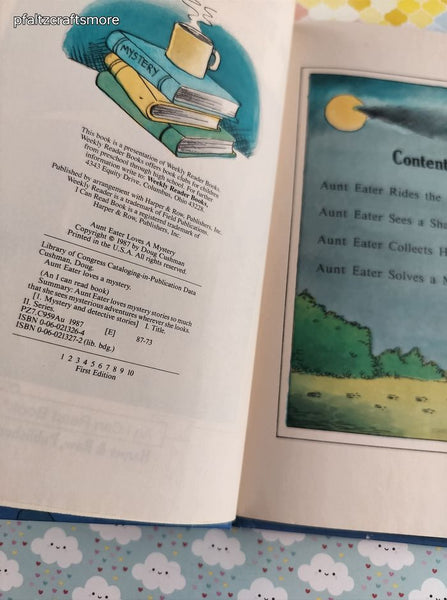 pfaltzcraftsmore
MYSTERY
This book is a presentation of Weekly Reader Books.
Weekly Reader Books offers book clubs for children
from preschool through high school. For further
information write to: Weekly Reader Books,
4343 Equity Drive, Columbus, Ohio 43228.
Published by arrangement with Harper & Row, Publishers, Inc.
Weekly Reader is a trademark of Field Publications.
I Can Read Book is a registered trademark of
Harper & Row, Publishers, Inc.
Aunt Eater Loves A Mystery
Copyright © 1987 by Doug Cushman
Printed in the U.S.A. All rights reserved.
Library of Congress Cataloging-in-Publication Data
Cushman, Doug.
Aunt Eater loves a mystery.
(An I can read book)
Summary: Aunt Eater loves mystery stories so much
that she sees mysterious adventures wherever she looks.
[1. Mystery and detective stories] I. Title.
II. Series.
PZ7.C959Au 1987 [E] 87-73
ISBN 0-06-021326-4
ISBN 0-06-021327-2 (lib. bdg.)
1 2 3 4 5 6 7 8 9 10
First Edition
Content
Aunt Eater Rides the
Aunt Eater Sees a She
Aunt Eater Collects H
Aunt Eater Solves a M